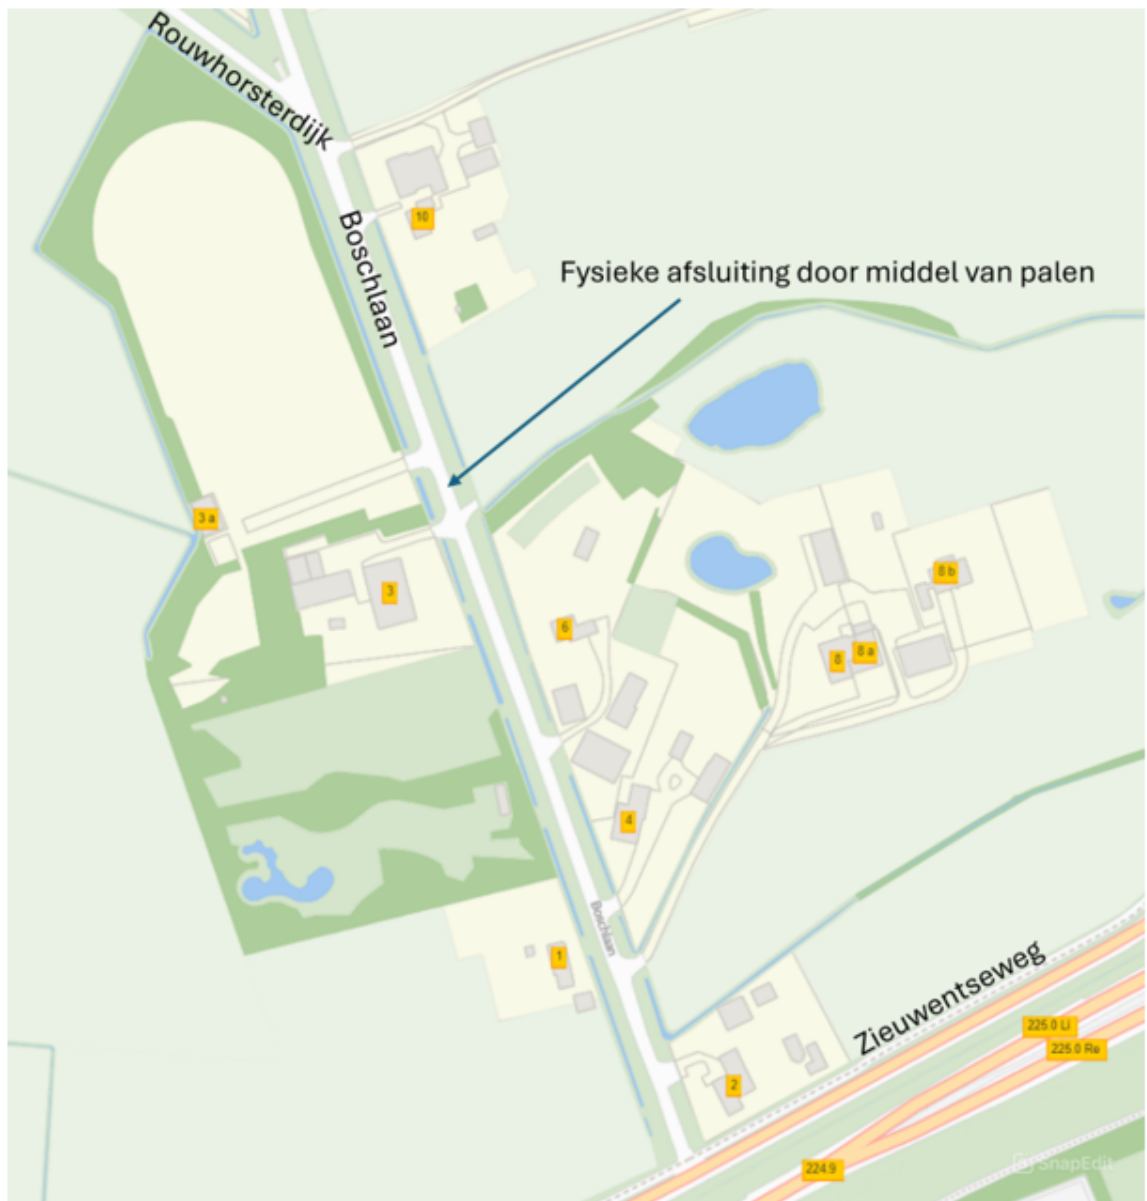 Rouwhorsterdijk
10
Boschlaan
Fysieke afsluiting door middel van palen
3 a
3
8 b
6
8
8 a
4
Boschlaan
1
Zieuwentseweg
225.0 Li
225.0 Re
2
224.9
SnapEdit